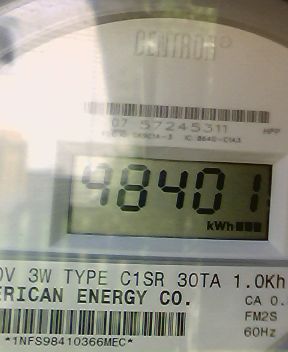 CENTRON®
07 57245311
98401
kWh
0V 3W TYPE C1SR 30TA 1.0Kh
ERICAN ENERGY CO.
CA 0.
FM2S
60Hz
*1NFS98410366MEC*